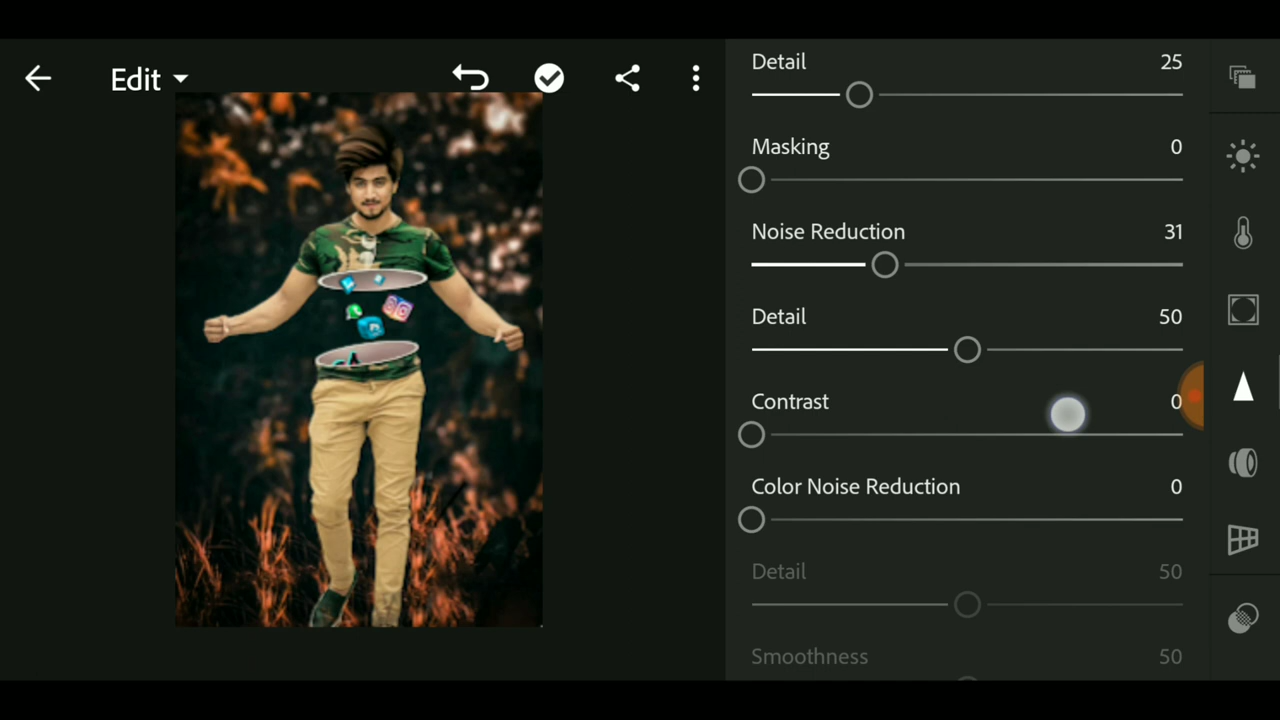 Edit
Detail 25
Masking 0
Noise Reduction 31
Detail 50
Contrast 0
Color Noise Reduction 0
Detail 50
Smoothness 50